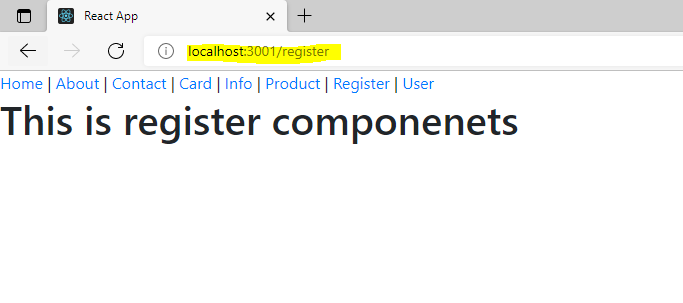 React App
localhost:3001/register
Home | About | Contact | Card | Info | Product | Register | User
This is register componenets